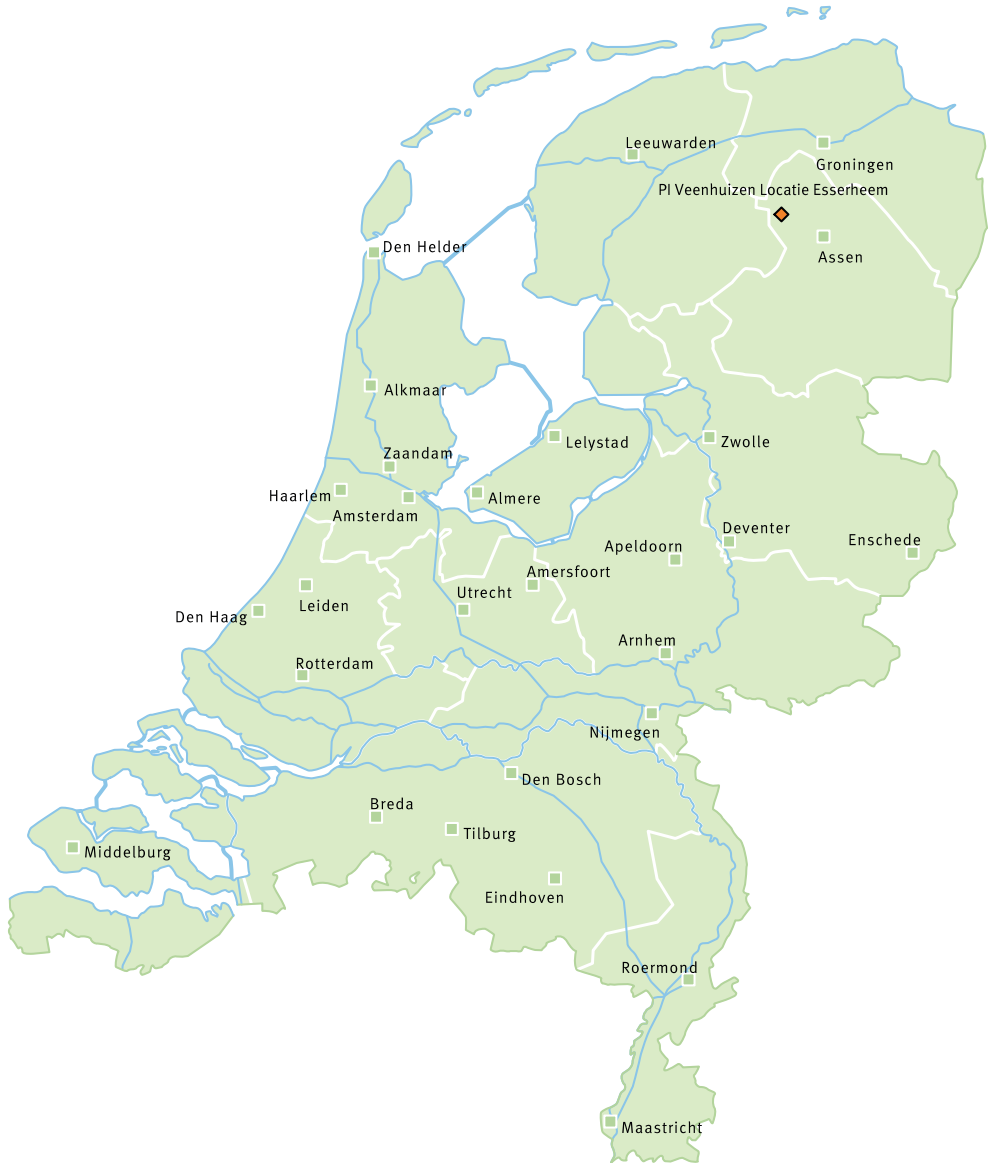 Leeuwarden
Groningen
PI Veenhuizen Locatie Esserheem
Den Helder
Assen
Alkmaar
Lelystad
Zwolle
Zaandam
Haarlem
Almere
Amsterdam
Deventer
Enschede
Apeldoorn
Amersfoort
Utrecht
Leiden
Den Haag
Arnhem
Rotterdam
Nijmegen
Den Bosch
Breda
Tilburg
Middelburg
Eindhoven
Roermond
Maastricht